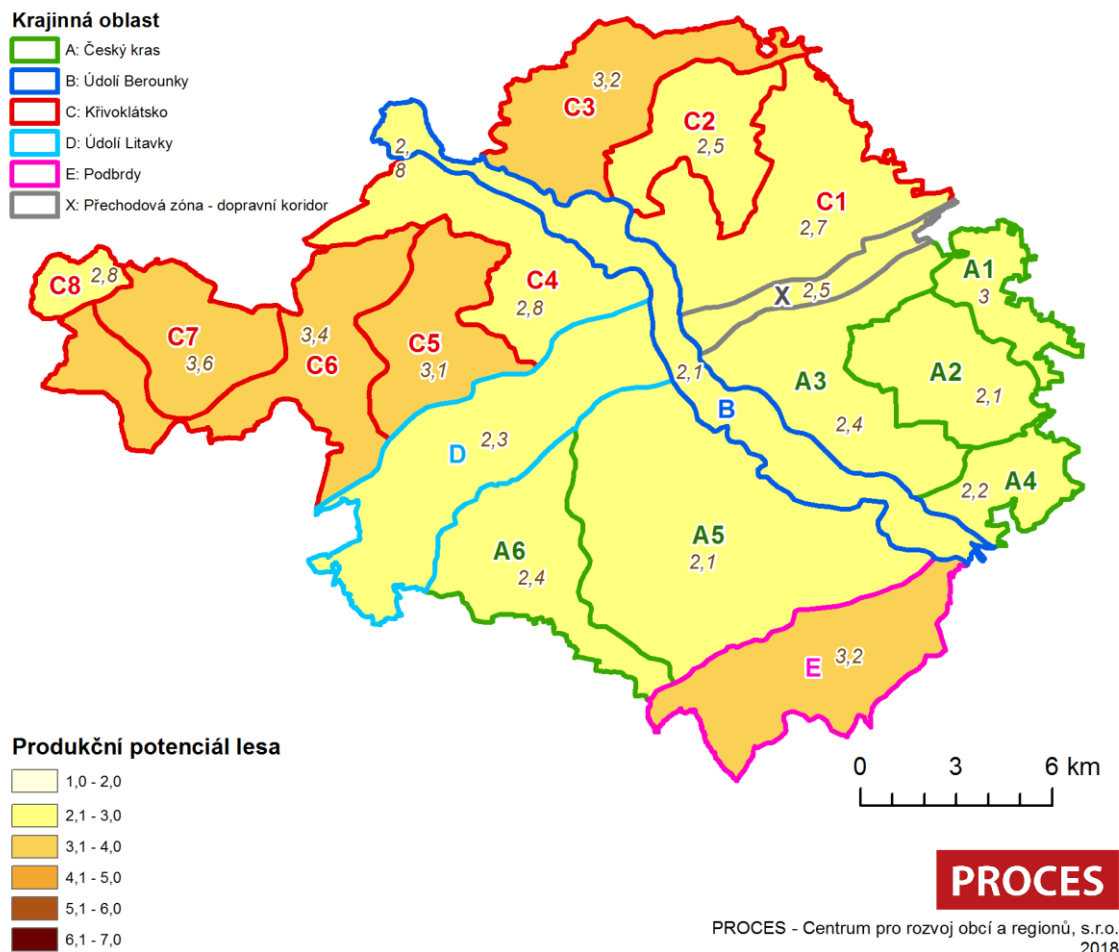 Krajinná oblast
A: Český kras
B: Údolí Berounky
C: Křivoklátsko
D: Údolí Litavky
E: Podbrdy
X: Přechodová zóna - dopravní koridor
3,2
C3
C2
2,5
2,
8
C1
2,7
C8 2,8
A1
3
X 2,5
C4
2,8
C7
3,6
3,4
C6
C5
3,1
2,1
B
A3
2,4
A2
2,1
D
2,3
2,2
A4
A6
2,4
A5
2,1
E 3,2
Produkční potenciál lesa
1,0 - 2,0
2,1 - 3,0
3,1 - 4,0
4,1 - 5,0
5,1 - 6,0
6,1 - 7,0
0 3 6 km
PROCES
PROCES - Centrum pro rozvoj obcí a regionů, s.r.o.
2018